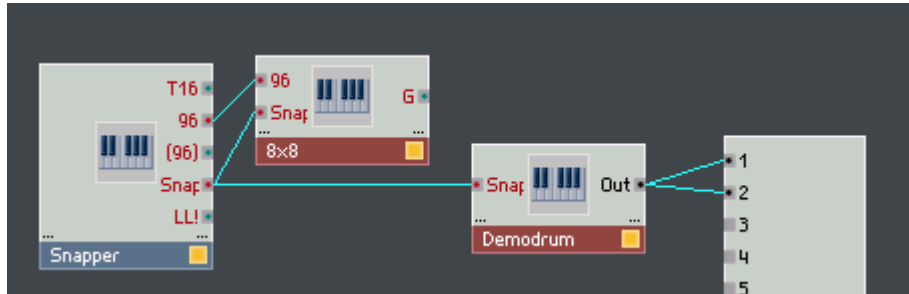 T16
96
(96)
Snap
LL!
Snapper
96
Snap
G
8x8
Snap
Out
Demodrum
1
2
3
4
5